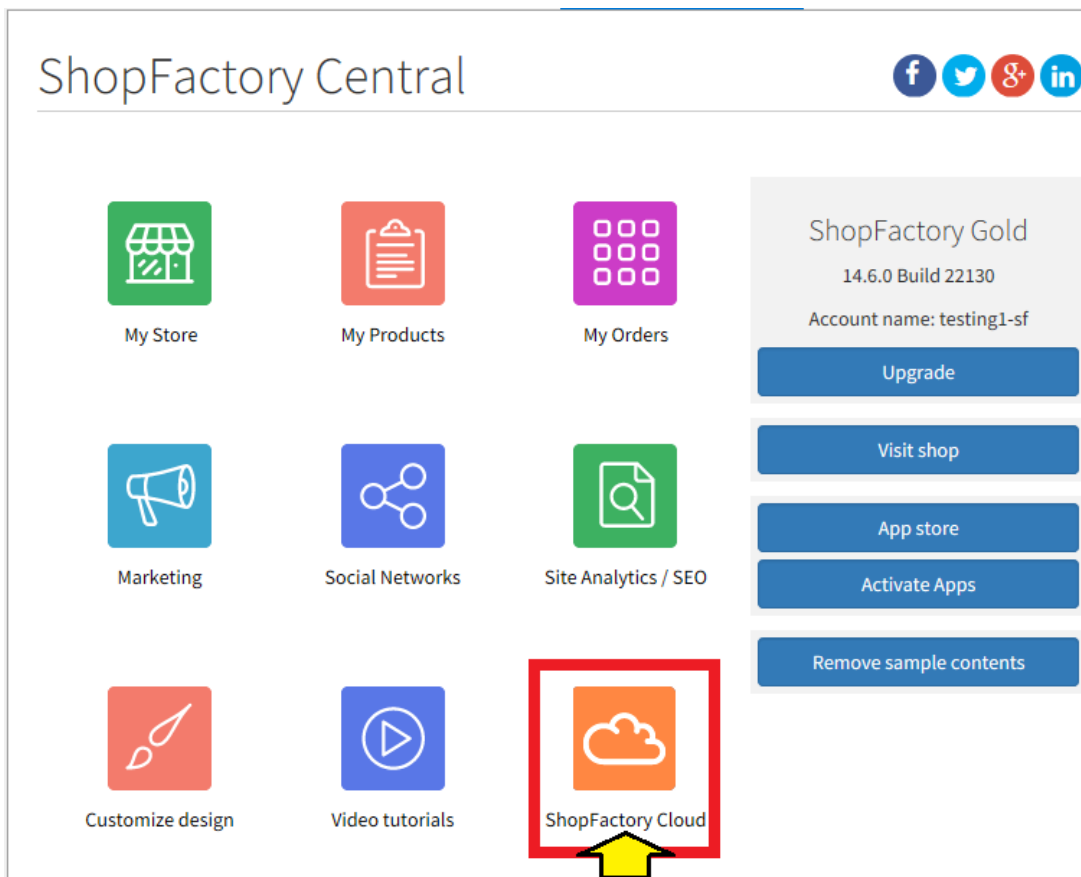 ShopFactory Central
f
g+
in
My Store
My Products
My Orders
ShopFactory Gold
14.6.0 Build 22130
Account name: testing1-sf
Upgrade
Visit shop
Marketing
Social Networks
Site Analytics / SEO
App store
Activate Apps
Remove sample contents
Customize design
Video tutorials
ShopFactory Cloud